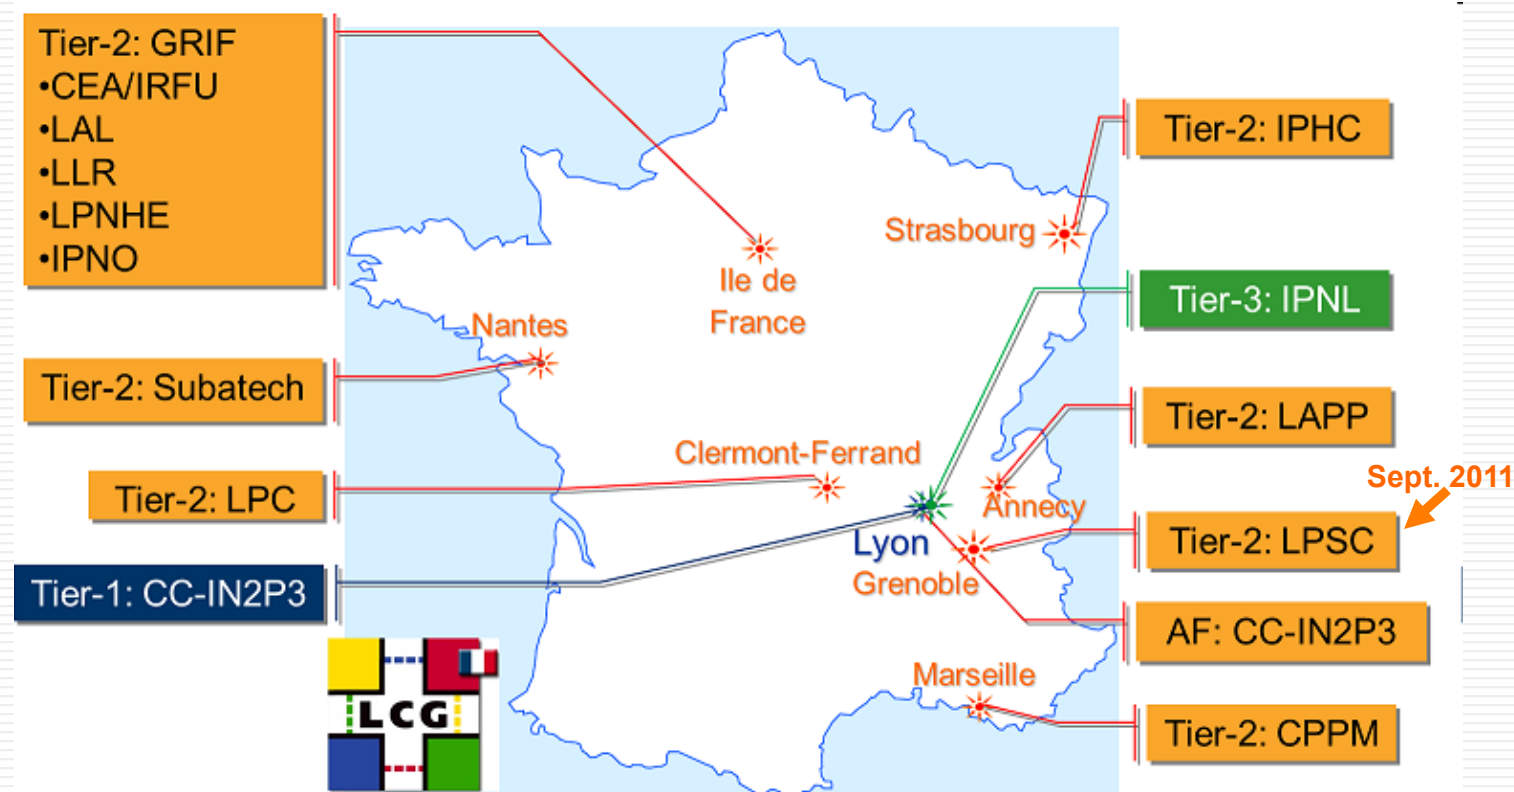 Tier-2: GRIF
•CEA/IRFU
•LAL
•LLR
•LPNHE
•IPNO
Tier-2: IPHC
Strasbourg
Ile de
France
Tier-3: IPNL
Nantes
Tier-2: Subatech
Tier-2: LAPP
Clermont-Ferrand
Sept. 2011
Tier-2: LPC
Annecy
Lyon
Tier-2: LPSC
Grenoble
Tier-1: CC-IN2P3
AF: CC-IN2P3
Marseille
LCG
Tier-2: CPPM